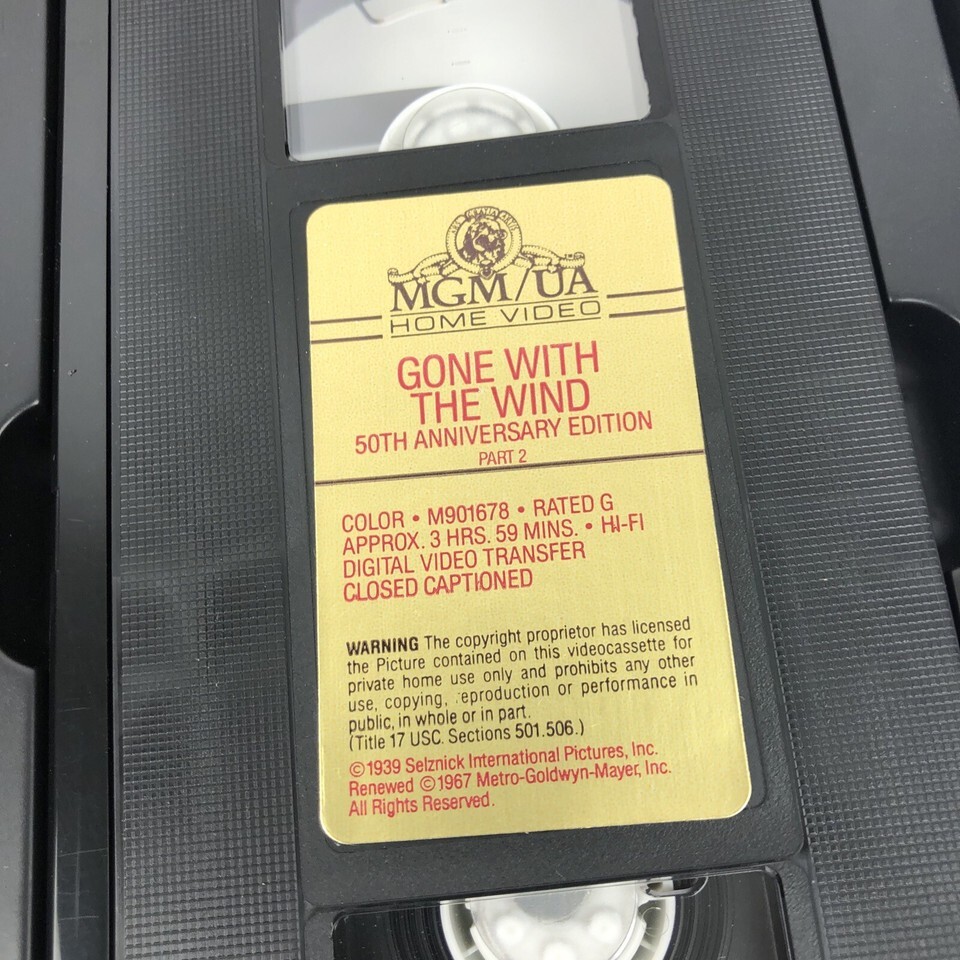 ARS GRATIA ARTIS
MGM/UA
HOME VIDEO
GONE WITH
THE WIND
50TH ANNIVERSARY EDITION
PART 2
COLOR • M901678 • RATED G
APPROX. 3 HRS. 59 MINS. • HI-FI
DIGITAL VIDEO TRANSFER
CLOSED CAPTIONED
WARNING The copyright proprietor has licensed
the Picture contained on this videocassette for
private home use only and prohibits any other
use, copying, reproduction or performance in
public, in whole or in part.
(Title 17 USC. Sections 501.506.)
©1939 Selznick International Pictures, Inc.
Renewed ©1967 Metro-Goldwyn-Mayer, Inc.
All Rights Reserved.